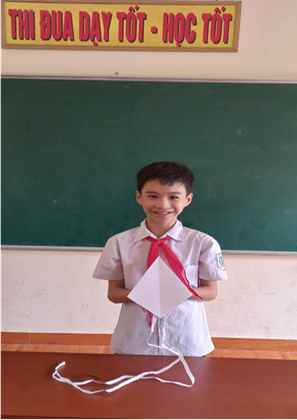 THI ĐUA DẠY TỐT - HỌC TỐT